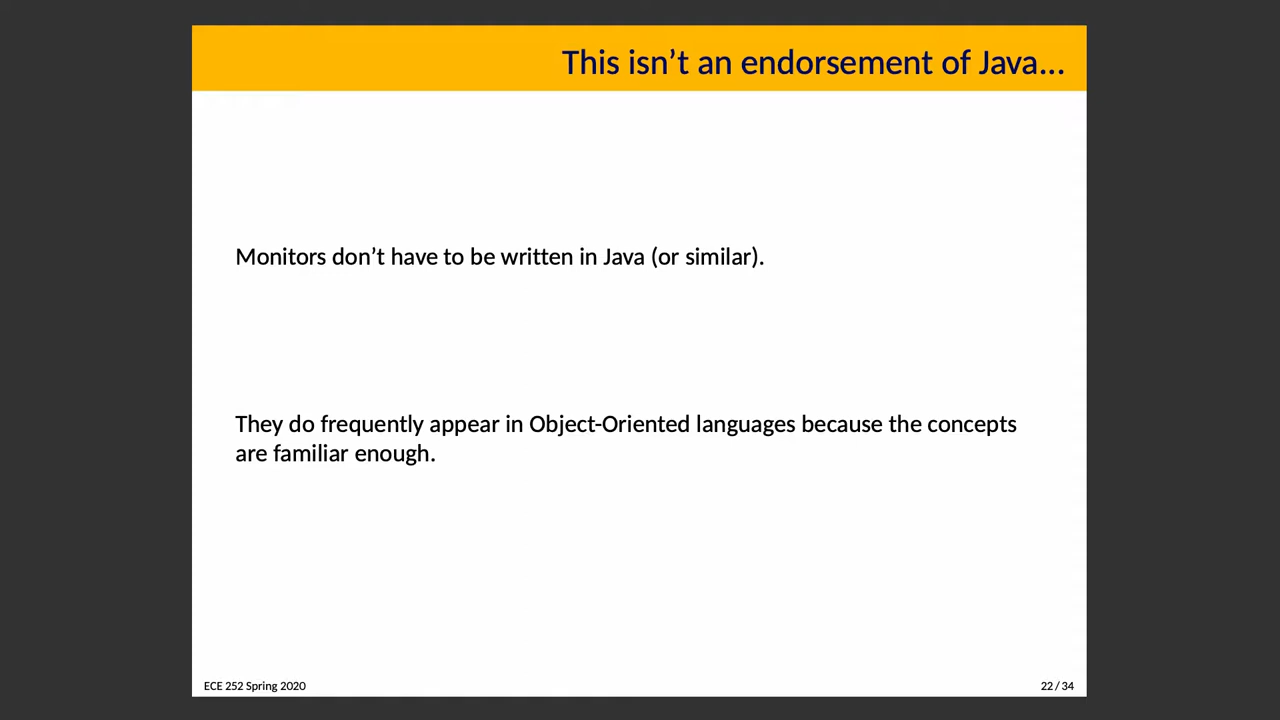 This isn’t an endorsement of Java...
Monitors don’t have to be written in Java (or similar).
They do frequently appear in Object-Oriented languages because the concepts
are familiar enough.
ECE 252 Spring 2020
22 / 34